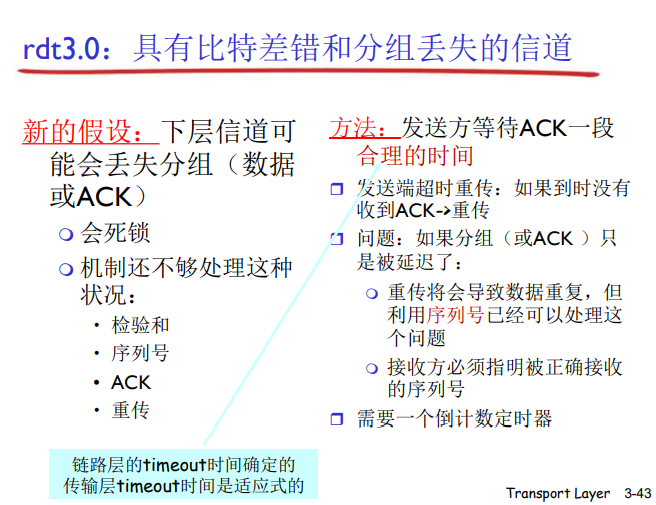 rdt3.0：具有比特差错和分组丢失的信道
新的假设：下层信道可
能会丢失分组（数据
或ACK）
会死锁
机制还不够处理这种
状况：
• 检验和
• 序列号
• ACK
• 重传
方法：发送方等待ACK一段
合理的时间
发送端超时重传：如果到时没有
收到ACK->重传
问题：如果分组（或ACK ）只
是被延迟了：
重传将会导致数据重复，但
利用序列号已经可以处理这
个问题
接收方必须指明被正确接收
的序列号
需要一个倒计数定时器
链路层的timeout时间确定的
传输层timeout时间是适应式的
Transport Layer 3-43